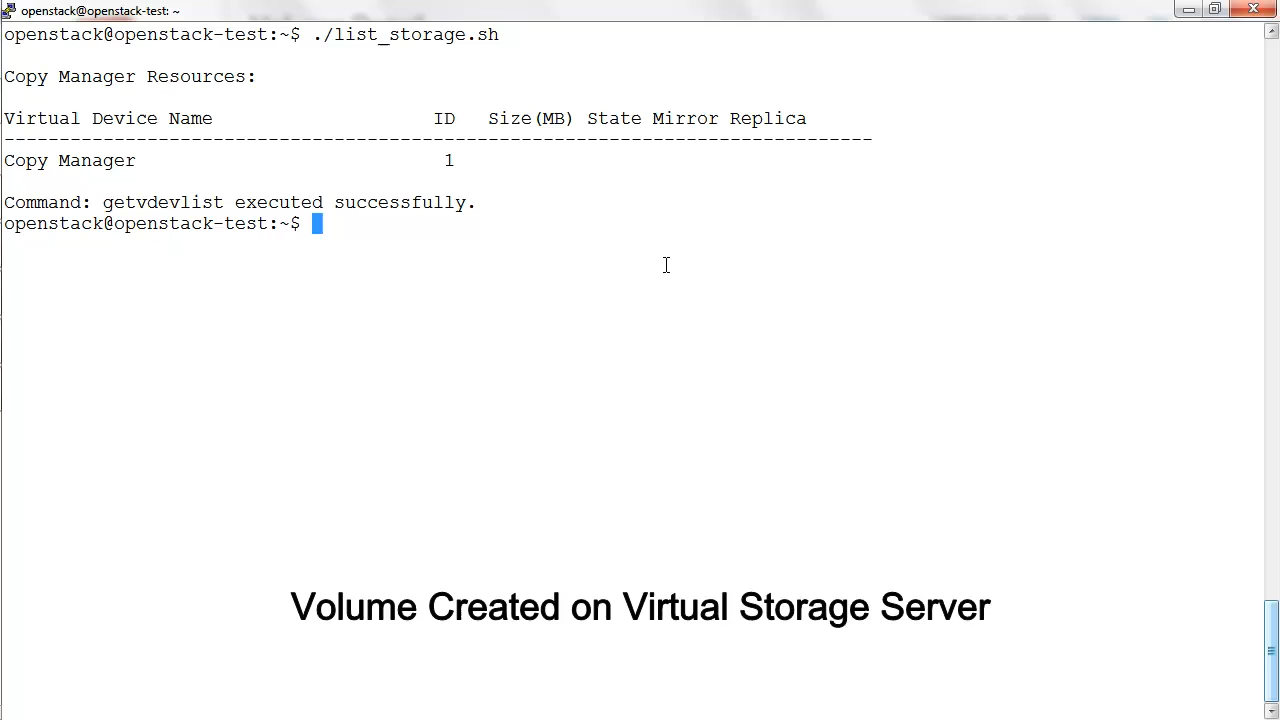 openstack@openstack-test: ~
openstack@openstack-test:~$ ./list_storage.sh
Copy Manager Resources:
Virtual Device Name ID Size(MB) State Mirror Replica
--------------------------------------------------------------------------------
Copy Manager 1
Command: getvdevlist executed successfully.
openstack@openstack-test:~$
Volume Created on Virtual Storage Server